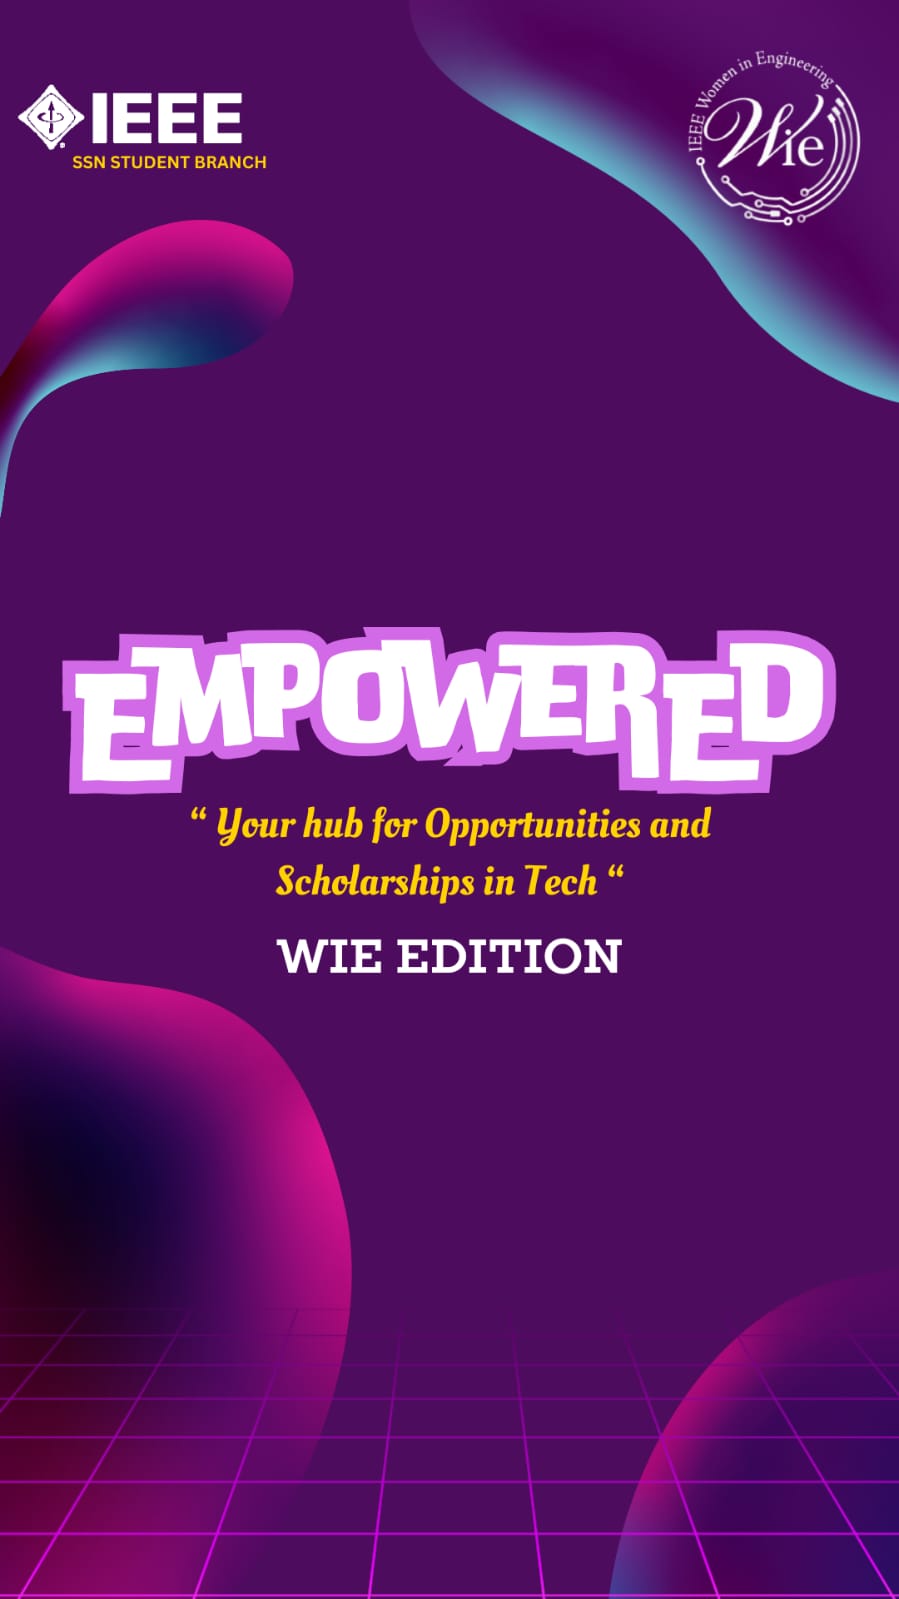 IEEE
SSN STUDENT BRANCH
IEEE Women in Engineering
Wie
EMPOWERED
“ Your hub for Opportunities and
Scholarships in Tech “
WIE EDITION